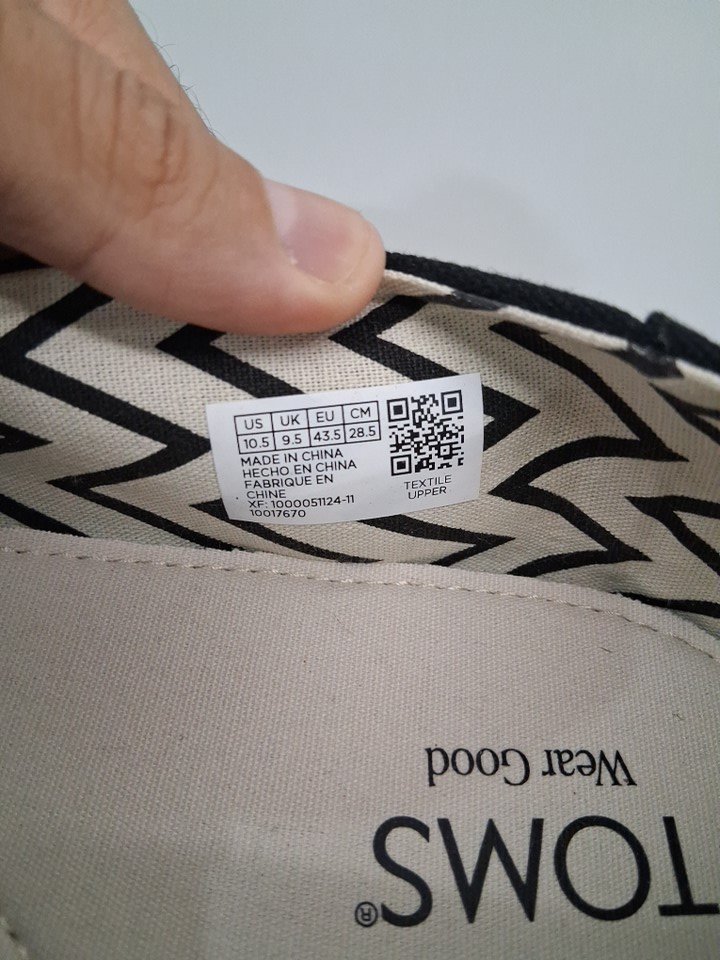 US UK EU CM
10.5 9.5 43.5 28.5
MADE IN CHINA
HECHO EN CHINA
FABRIQUE EN
CHINE
XF: 1000051124-11
10017670
TEXTILE
UPPER
TOMS®
Wear Good